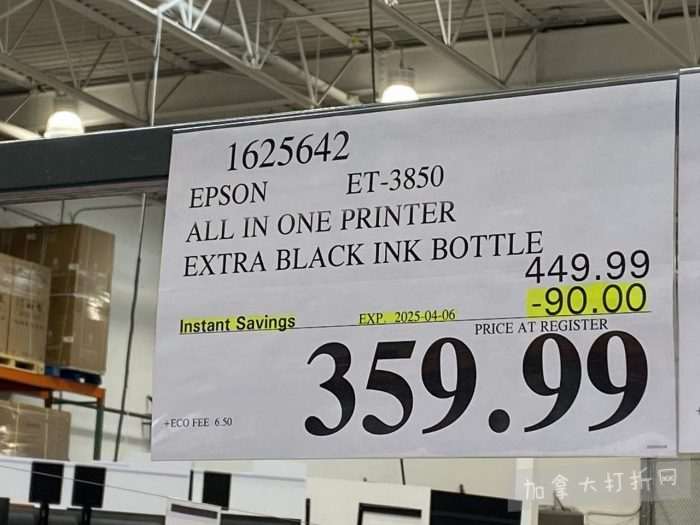 1625642
EPSON ET-3850
ALL IN ONE PRINTER
EXTRA BLACK INK BOTTLE
449.99
-90.00
Instant Savings EXP. 2025-04-06
PRICE AT REGISTER
359.99
+ECO FEE 6.50
加拿大打折网